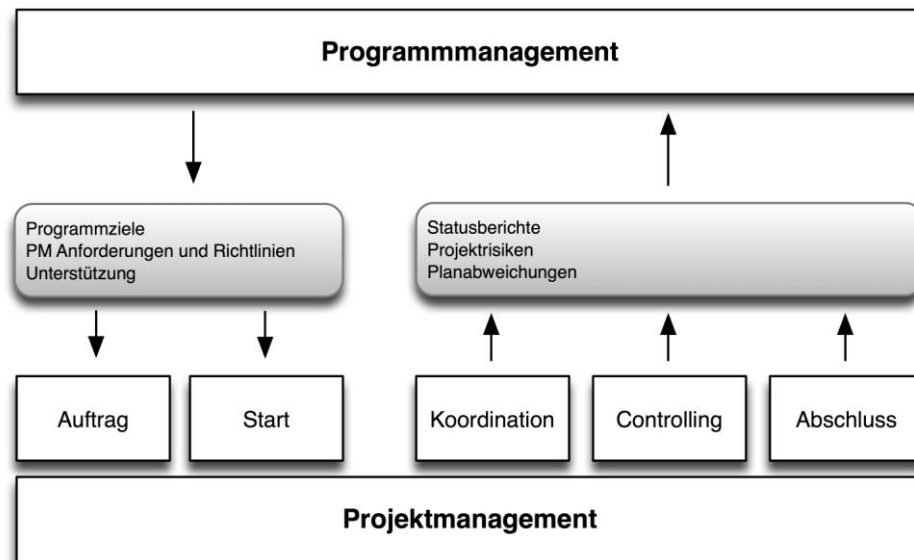 Programmmanagement
Programmziele
PM Anforderungen und Richtlinien
Unterstützung
Statusberichte
Projektrisiken
Planabweichungen
Auftrag
Start
Koordination
Controlling
Abschluss
Projektmanagement